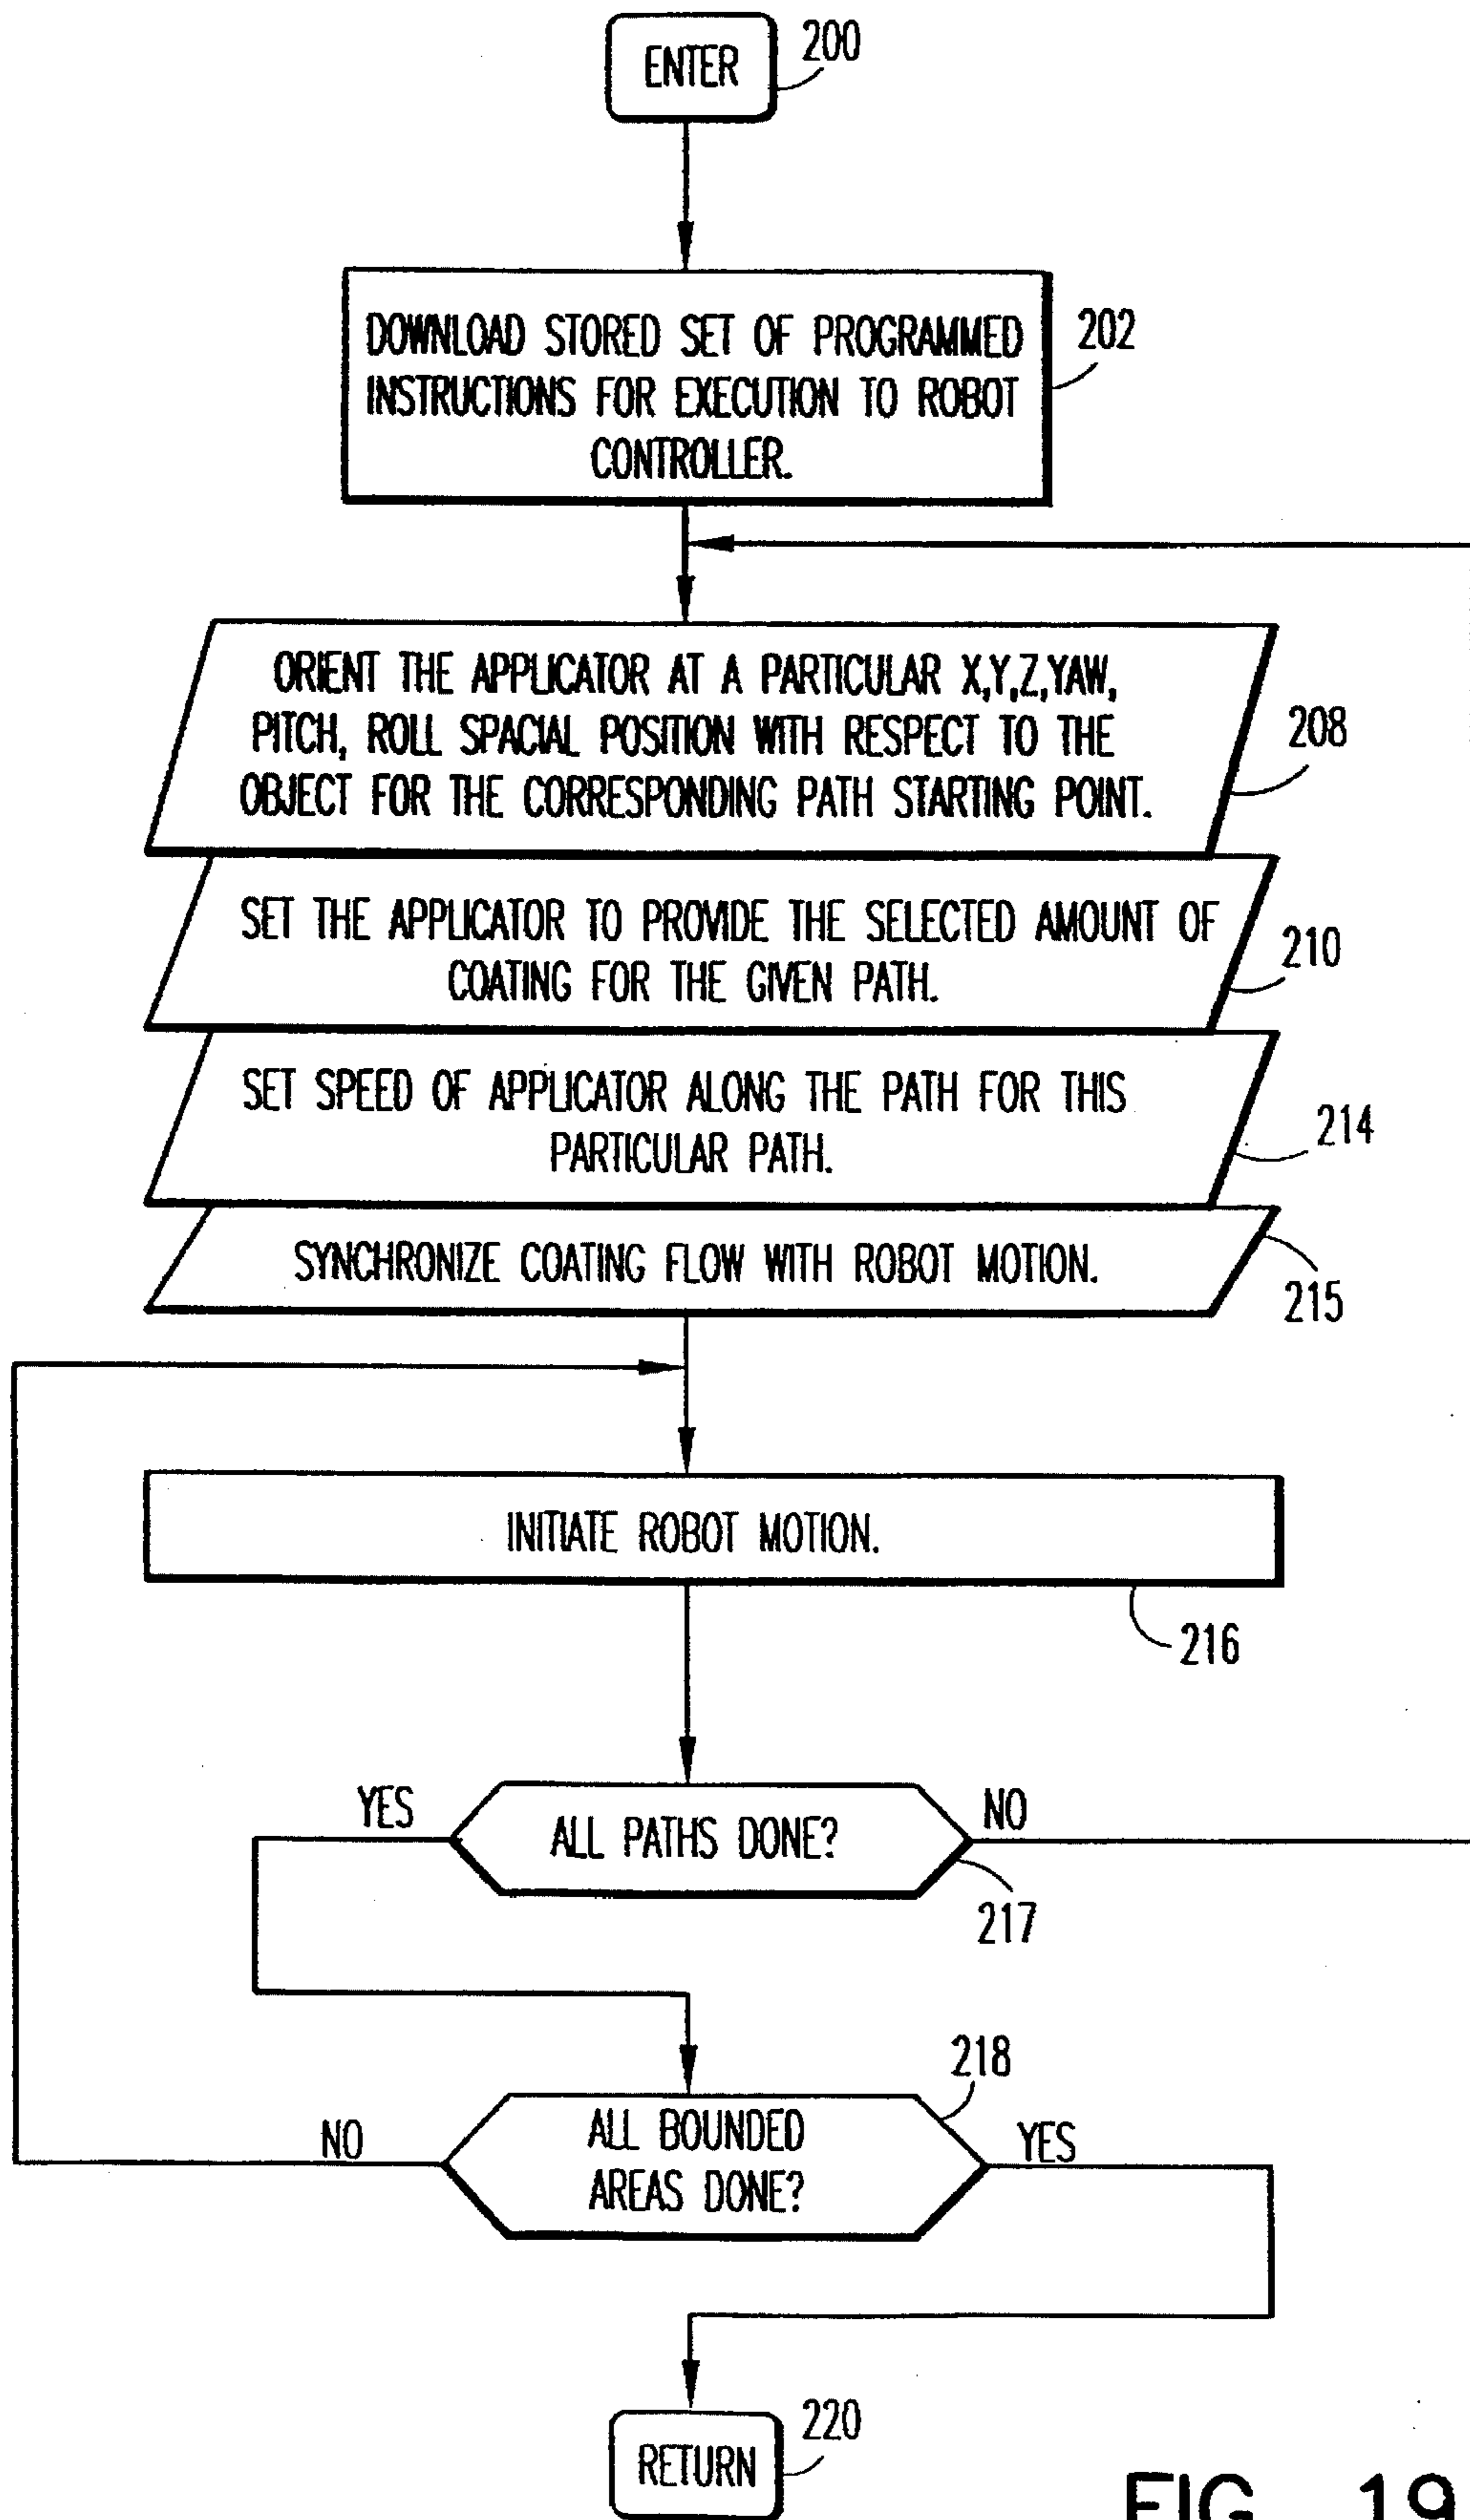 ENTER
200
DOWNLOAD STORED SET OF PROGRAMMED
INSTRUCTIONS FOR EXECUTION TO ROBOT
CONTROLLER.
202
ORIENT THE APPLICATOR AT A PARTICULAR X,Y,Z,YAW,
PITCH, ROLL SPACIAL POSITION WITH RESPECT TO THE
OBJECT FOR THE CORRESPONDING PATH STARTING POINT.
208
SET THE APPLICATOR TO PROVIDE THE SELECTED AMOUNT OF
COATING FOR THE GIVEN PATH.
210
SET SPEED OF APPLICATOR ALONG THE PATH FOR THIS
PARTICULAR PATH.
214
SYNCHRONIZE COATING FLOW WITH ROBOT MOTION.
215
INITIATE ROBOT MOTION.
216
YES
ALL PATHS DONE?
NO
217
218
NO
ALL BOUNDED
AREAS DONE?
YES
220
RETURN
FIG. 19